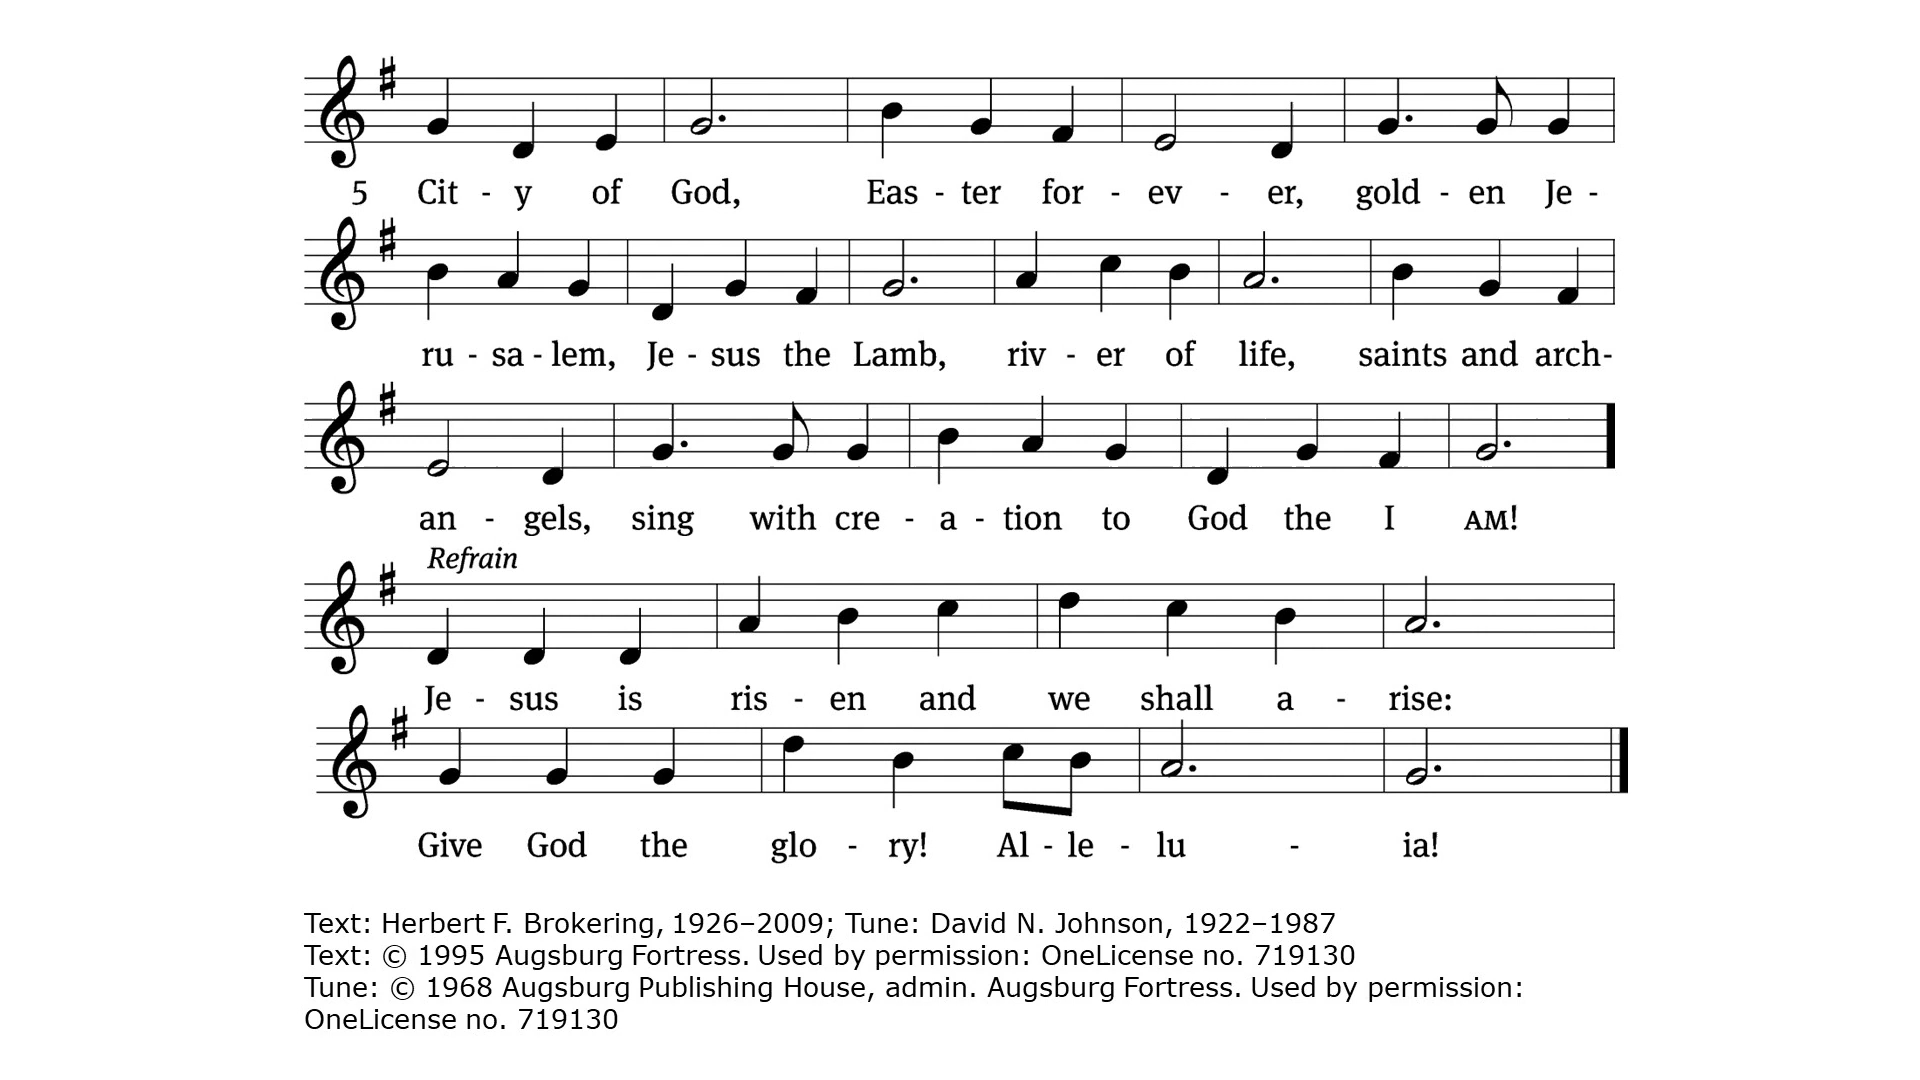 5 Cit - y of God, Eas - ter for - ev - er, gold - en Je -
ru - sa - lem, Je - sus the Lamb, riv - er of life, saints and arch-
an - gels, sing with cre - a - tion to God the I AM!
Refrain
Je - sus is ris - en and we shall a - rise:
Give God the glo - ry! Al - le - lu - ia!
Text: Herbert F. Brokering, 1926–2009; Tune: David N. Johnson, 1922–1987
Text: © 1995 Augsburg Fortress. Used by permission: OneLicense no. 719130
Tune: © 1968 Augsburg Publishing House, admin. Augsburg Fortress. Used by permission:
OneLicense no. 719130